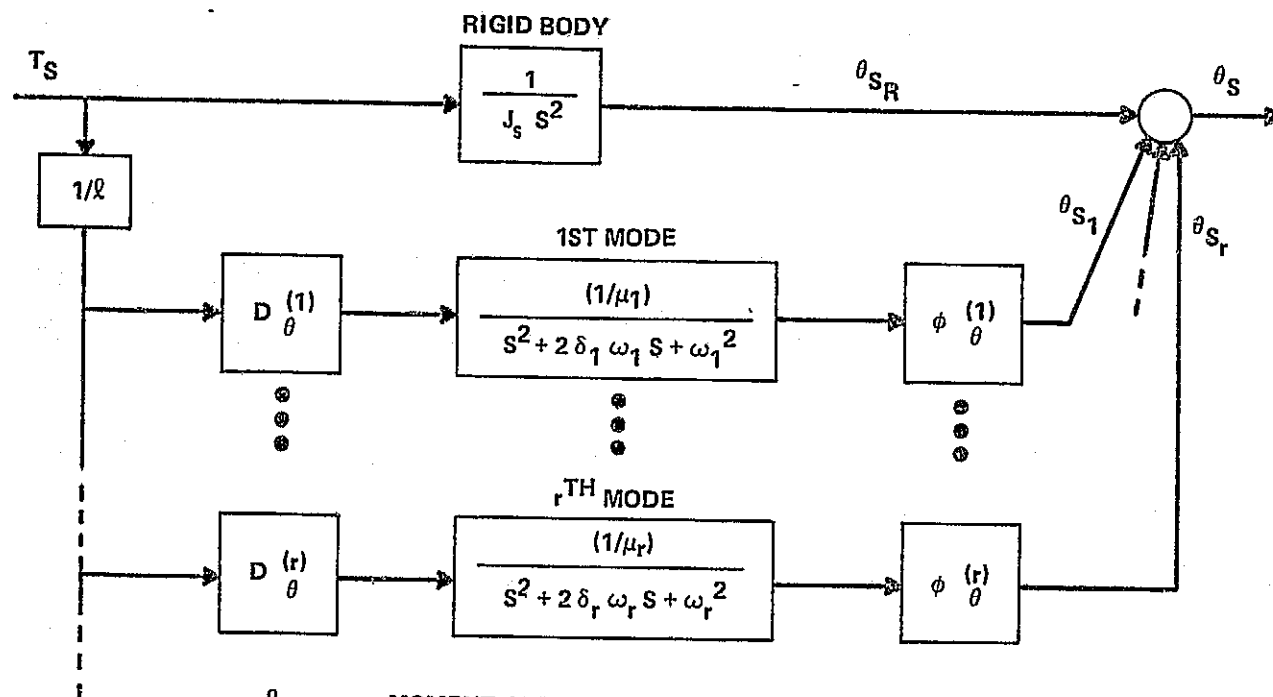 RIGID BODY
T_S
1
J_s S^2
θ_S_R
θ_S
1/ℓ
θ_S_1
θ_S_r
1ST MODE
D_θ^(1)
(1/μ_1)
S^2 + 2 δ_1 ω_1 S + ω_1^2
φ_θ^(1)
r^TH MODE
D_θ^(r)
(1/μ_r)
S^2 + 2 δ_r ω_r S + ω_r^2
φ_θ^(r)